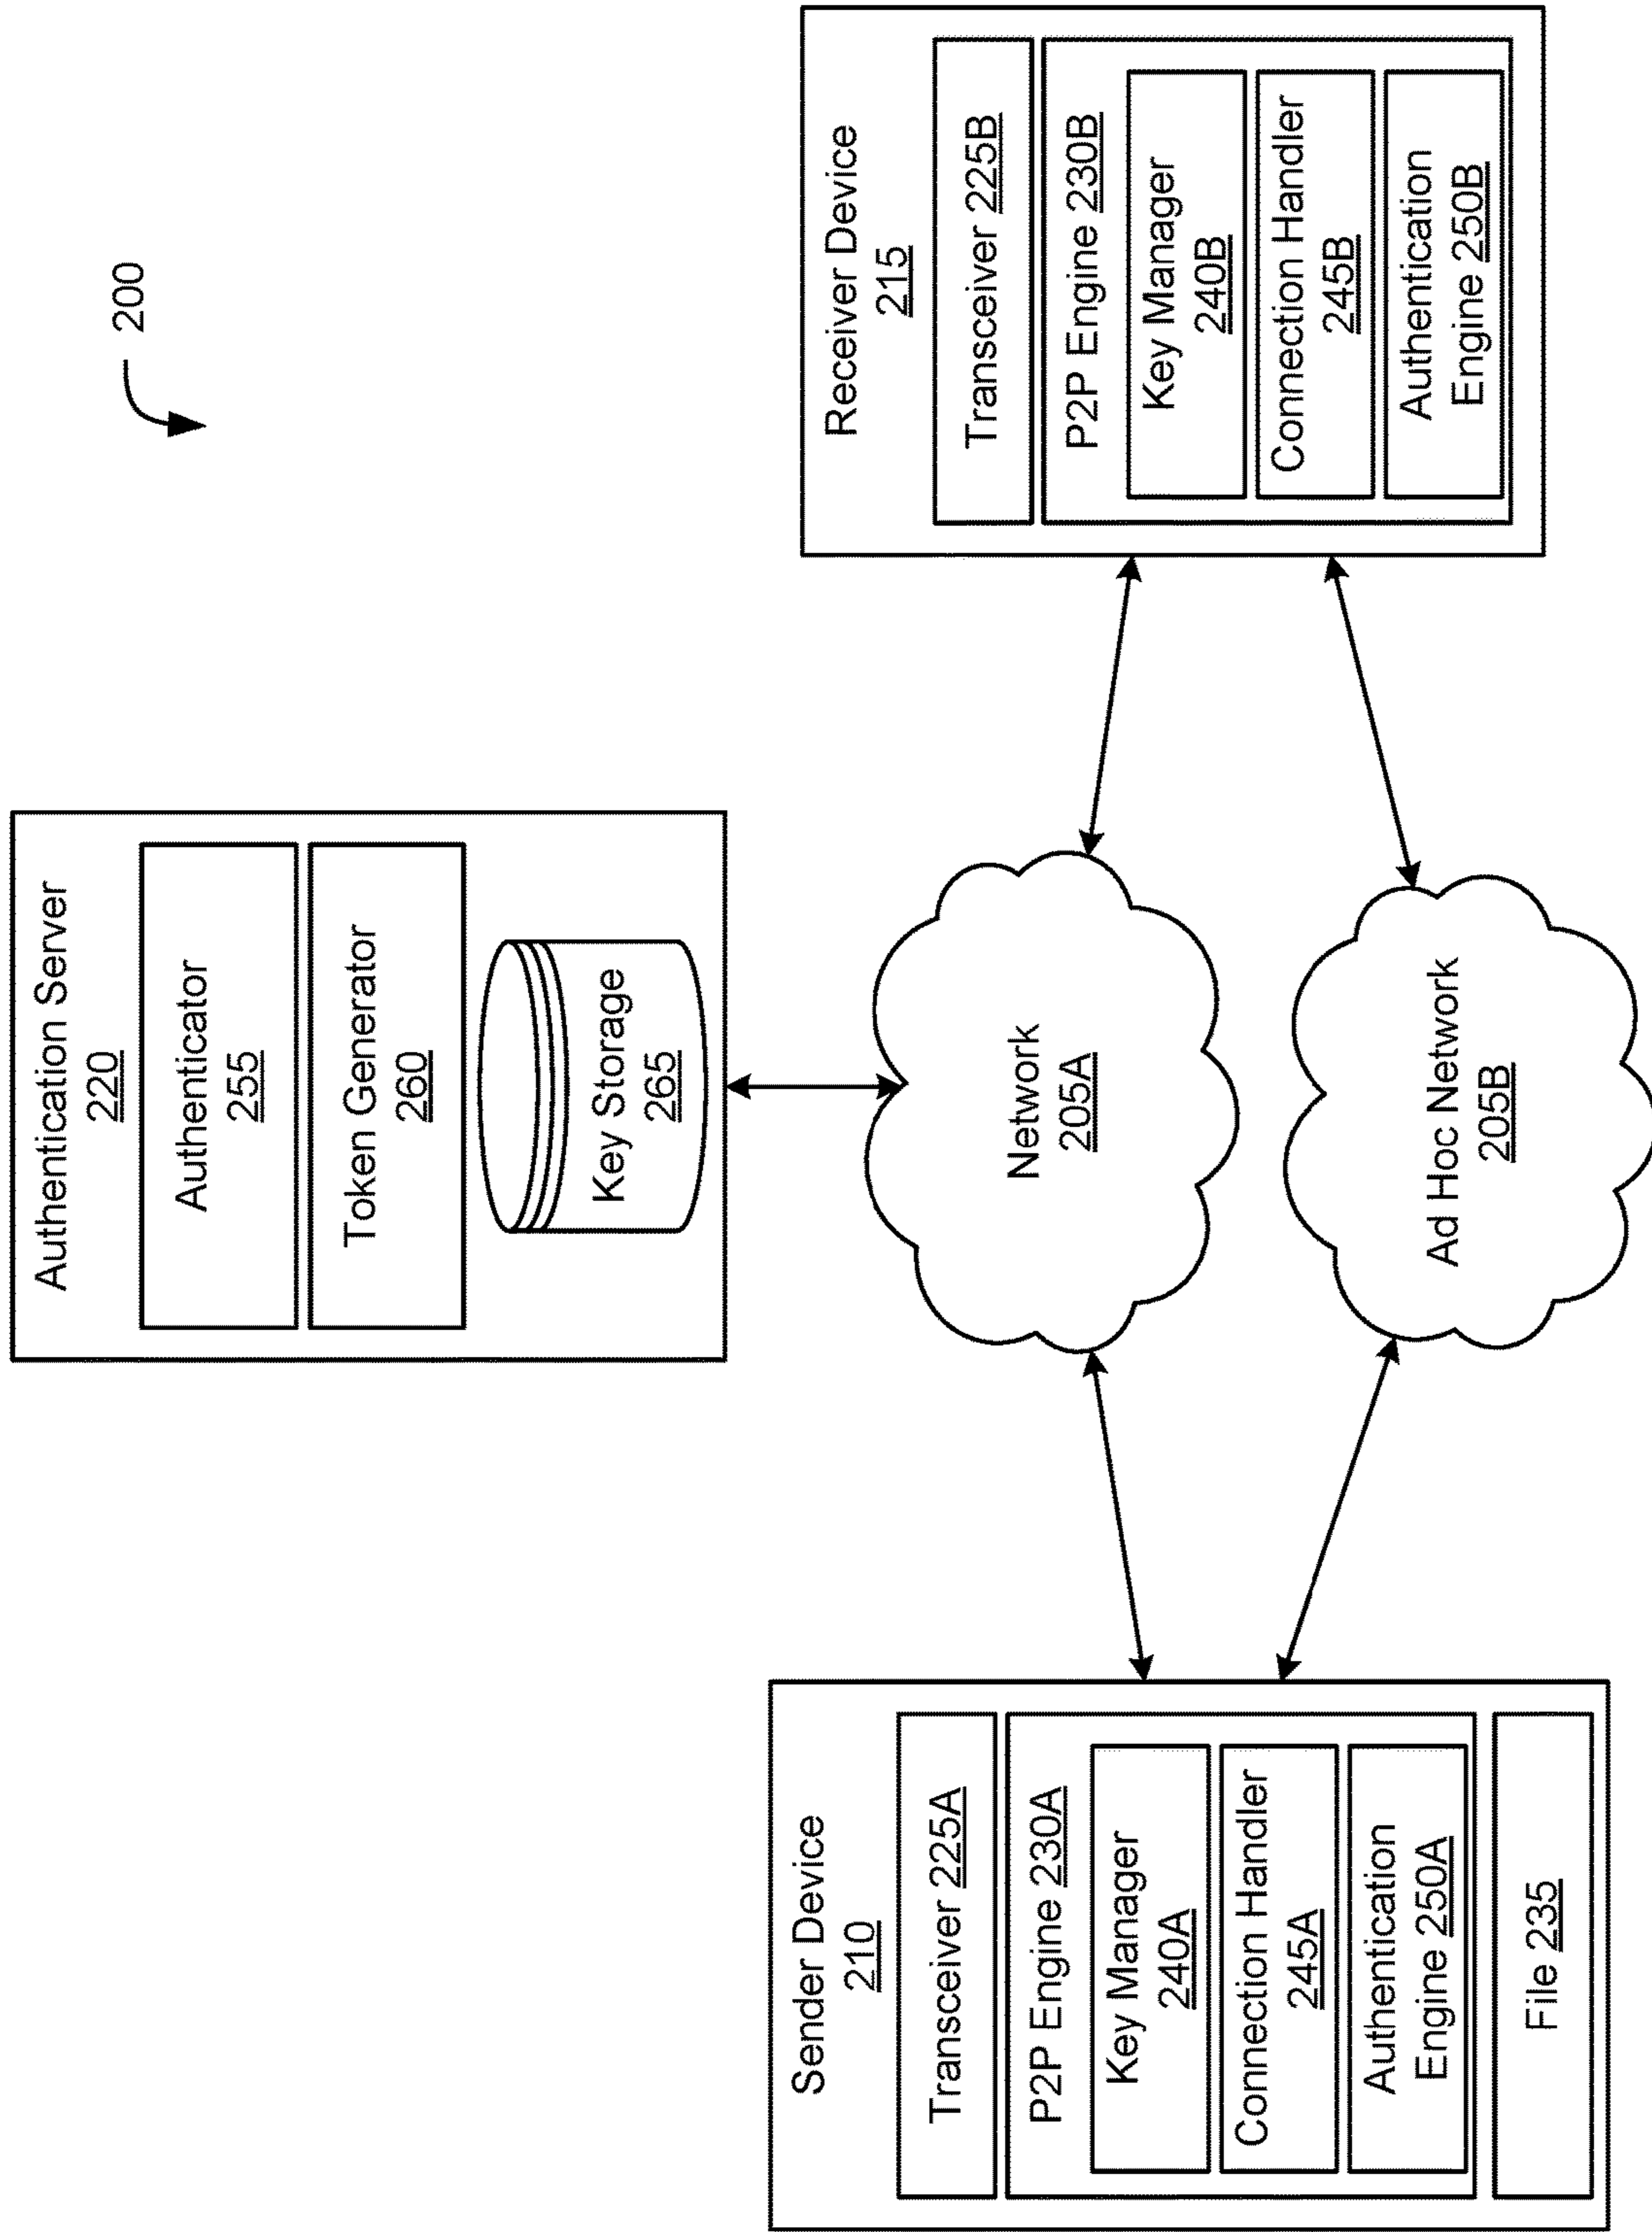 200
Authentication Server
220
Authenticator
255
Token Generator
260
Key Storage
265
Sender Device
210
Transceiver 225A
P2P Engine 230A
Key Manager
240A
Connection Handler
245A
Authentication
Engine 250A
File 235
Network
205A
Ad Hoc Network
205B
Receiver Device
215
Transceiver 225B
P2P Engine 230B
Key Manager
240B
Connection Handler
245B
Authentication
Engine 250B